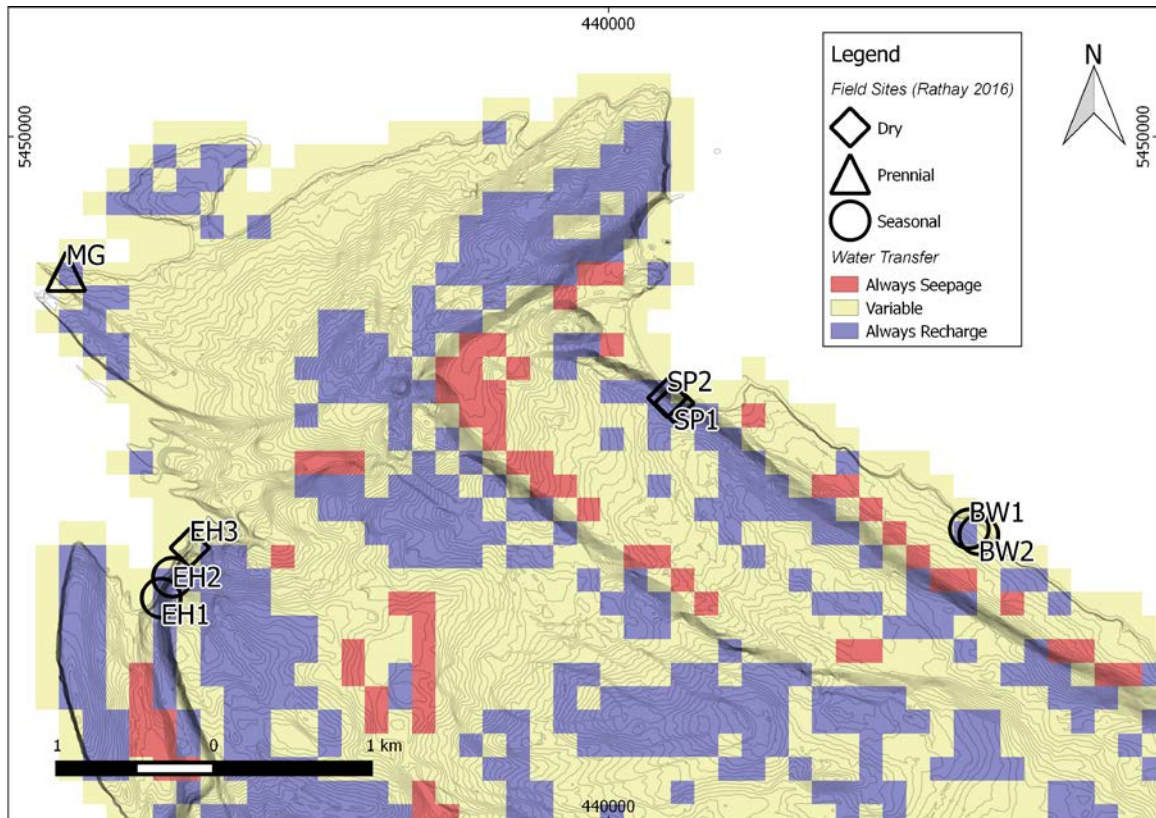 440000
5450000
5450000
Legend
Field Sites (Rathay 2016)
Dry
Prennial
Seasonal
Water Transfer
Always Seepage
Variable
Always Recharge
N
MG
SP2
SP1
BW1
BW2
EH3
EH2
EH1
1 0 1 km
440000